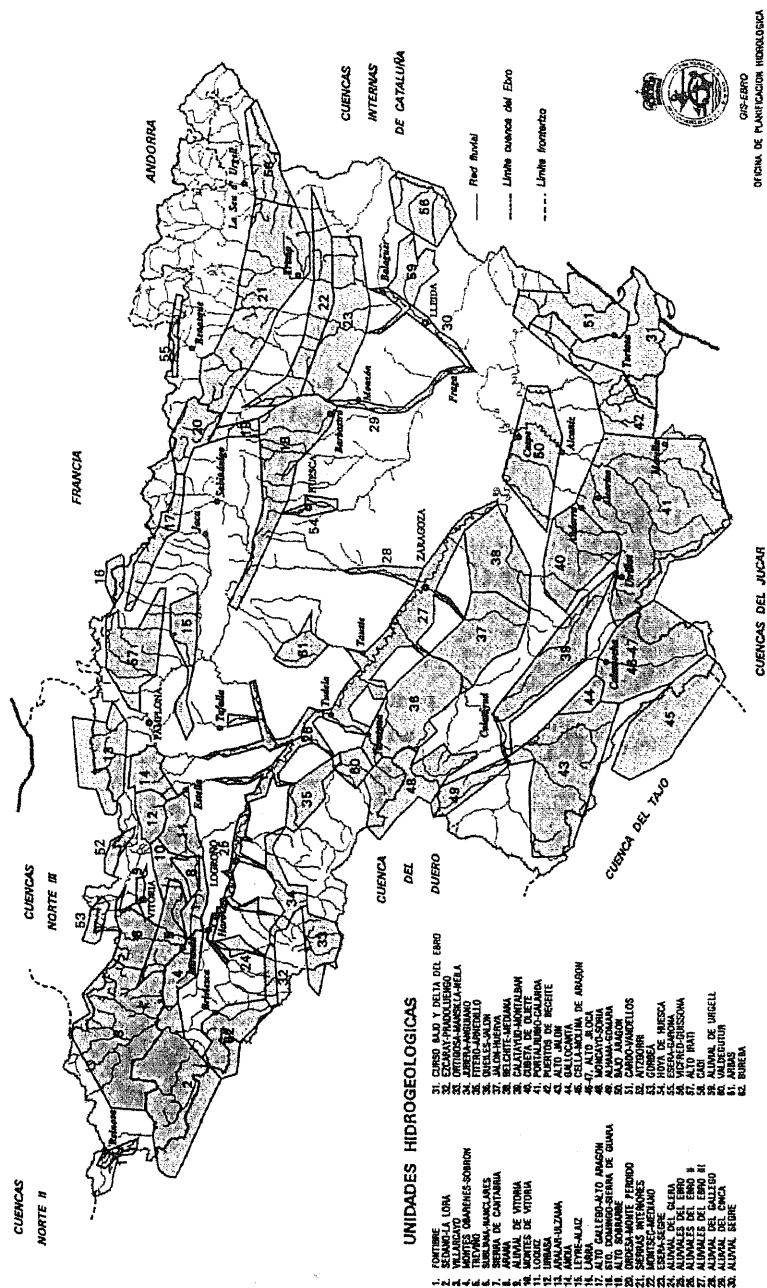 CUENCAS
NORTE II
CUENCAS
NORTE III
FRANCIA
ANDORRA
CUENCAS
INTERNAS
DE CATALUÑA
CUENCA
DEL
DUERO
CUENCA DEL TAJO
CUENCAS DEL JUCAR
Red fluvial
Límite cuenca del Ebro
Límite fronterizo
GIS-EBRO
OFICINA DE PLANIFICACION HIDROLOGICA
Reinosa
VITORIA
Miranda
Briviesca
Haro
LOGROÑO
Estella
PAMPLONA
Tafalla
Tudela
Tarazona
Tauste
Jaca
Sabiñánigo
HUESCA
Barbastro
Monzón
Fraga
Benasque
La Seu d' Urgell
Tremp
Balaguer
LLEIDA
ZARAGOZA
Calatayud
Calamocha
Caspe
Alcañiz
Tortosa
Morella
Utrillas
UNIDADES HIDROGEOLOGICAS
1. FONTIBRE
2. SEDANO-LA LORA
3. VILLARCAYO
4. MONTES OBARENES-SOBRON
5. TREVIÑO
6. SUBIJANA-NANCLARES
7. SIERRA DE CANTABRIA
8. ARANA
9. ALUVIAL DE VITORIA
10. MONTES DE VITORIA
11. LOQUIZ
12. URBASA
13. ARALAR-ULZAMA
14. ANDIA
15. LEYRE-ALAIZ
16. LARRA
17. ALTO GALLEGO-ALTO ARAGON
18. STO. DOMINGO-SIERRA DE GUARA
19. ALTO SOBRARBE
20. ORDESA-MONTE PERDIDO
21. SIERRAS INTERIORES
22. MONTSEC-MEDIANO
23. ESERA-SEGRE
24. ALUVIAL DEL GLERA
25. ALUVIALES DEL EBRO I
26. ALUVIALES DEL EBRO II
27. ALUVIALES DEL EBRO III
28. ALUVIAL DEL GALLEGO
29. ALUVIAL DEL CINCA
30. ALUVIAL SEGRE
31. CURSO BAJO Y DELTA DEL EBRO
32. EZCARAY-PRADOLUENGO
33. ORTIGOSA-MANSILLA-NEILA
34. JUBERA-ANGUIANO
35. FITERO-ARNEDILLO
36. QUEILES-JALON
37. JALON-HUERVA
38. BELCHITE-MEDIANA
39. CALATAYUD-MONTALBAN
40. CUBETA DE OLIETE
41. PORTALRUBIO-CALANDA
42. PUERTOS DE BECEITE
43. ALTO JALON
44. GALLOCANTA
45. CELLA-MOLINA DE ARAGON
46-47. ALTO JILOCA
48. MONCAYO-SORIA
49. ALHAMA-GOMARA
50. BAJO ARAGON
51. CARDO-VANDELLOS
52. AITZGORRI
53. GORBEA
54. HOYA DE HUESCA
55. ESERA-GARONA
56. VICFRED-GUISSONA
57. ALTO IRATI
58. CADI
59. ALUVIAL DE URGELL
60. VALDEGUTUR
61. ARBAS
62. BUREBA